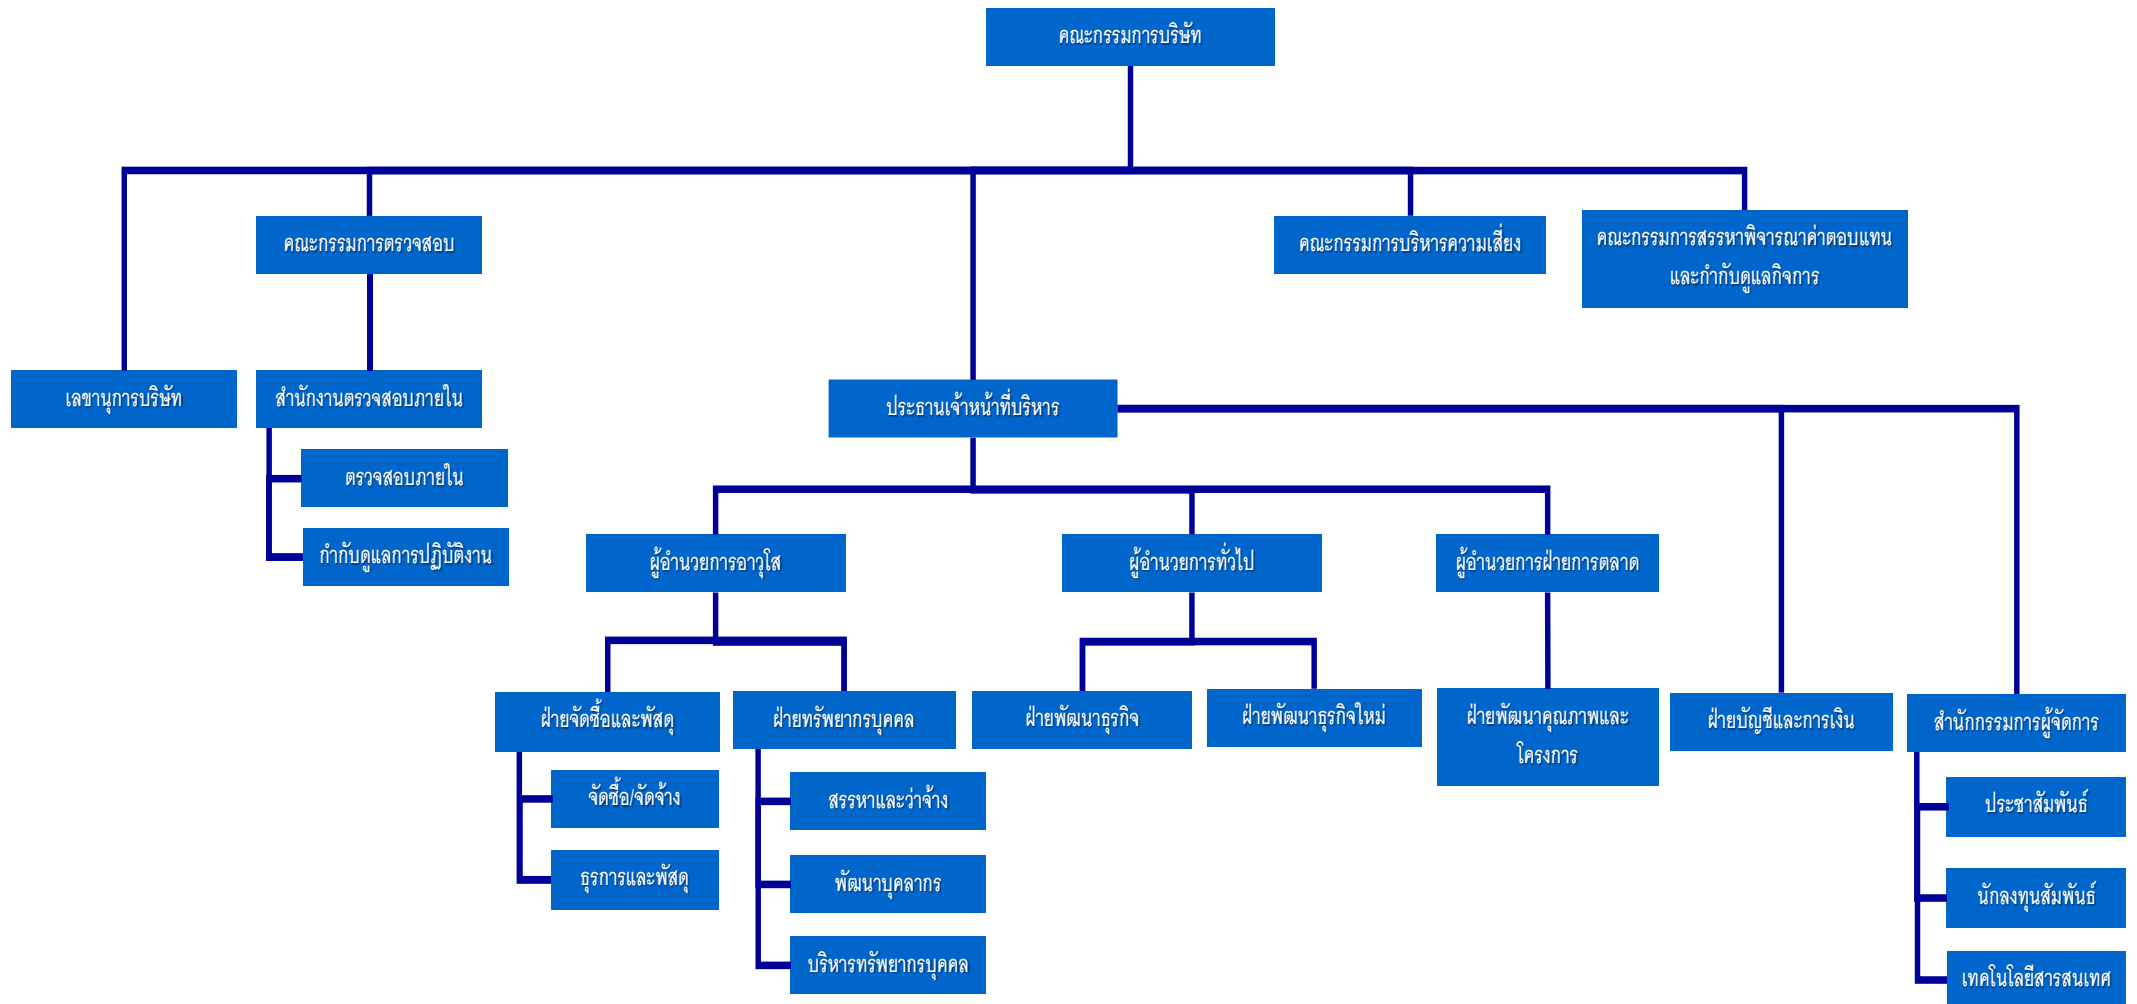 คณะกรรมการบริษัท
คณะกรรมการตรวจสอบ
คณะกรรมการบริหารความเสี่ยง
คณะกรรมการสรรหาพิจารณาค่าตอบแทน
และกำกับดูแลกิจการ
เลขานุการบริษัท
สำนักงานตรวจสอบภายใน
ประธานเจ้าหน้าที่บริหาร
ตรวจสอบภายใน
กำกับดูแลการปฏิบัติงาน
ผู้อำนวยการอาวุโส
ผู้อำนวยการทั่วไป
ผู้อำนวยการฝ่ายการตลาด
ฝ่ายจัดซื้อและพัสดุ
ฝ่ายทรัพยากรบุคคล
ฝ่ายพัฒนาธุรกิจ
ฝ่ายพัฒนาธุรกิจใหม่
ฝ่ายพัฒนาคุณภาพและ
โครงการ
ฝ่ายบัญชีและการเงิน
สำนักกรรมการผู้จัดการ
จัดซื้อ/จัดจ้าง
สรรหาและว่าจ้าง
ประชาสัมพันธ์
ธุรการและพัสดุ
พัฒนาบุคลากร
นักลงทุนสัมพันธ์
บริหารทรัพยากรบุคคล
เทคโนโลยีสารสนเทศ